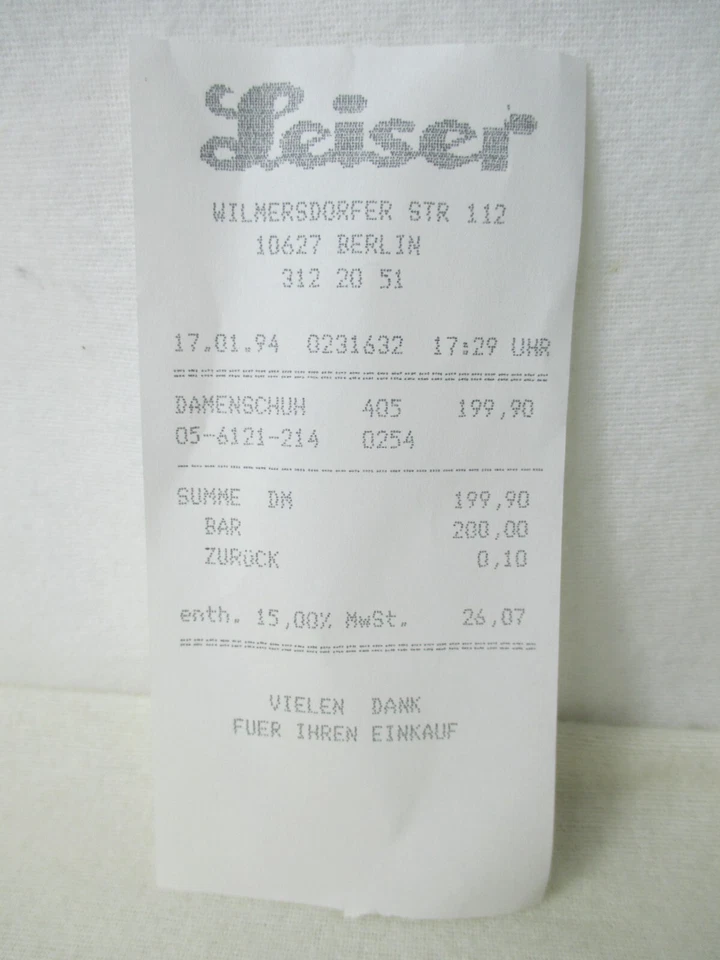 Leiser
WILMERSDORFER STR 112
10627 BERLIN
312 20 51
17.01.94 0231632 17:29 UHR
DAMENSCHUH 405 199,90
05-6121-214 0254
SUMME DM 199,90
BAR 200,00
ZURüCK 0,10
enth. 15,00% MwSt. 26,07
VIELEN DANK
FUER IHREN EINKAUF